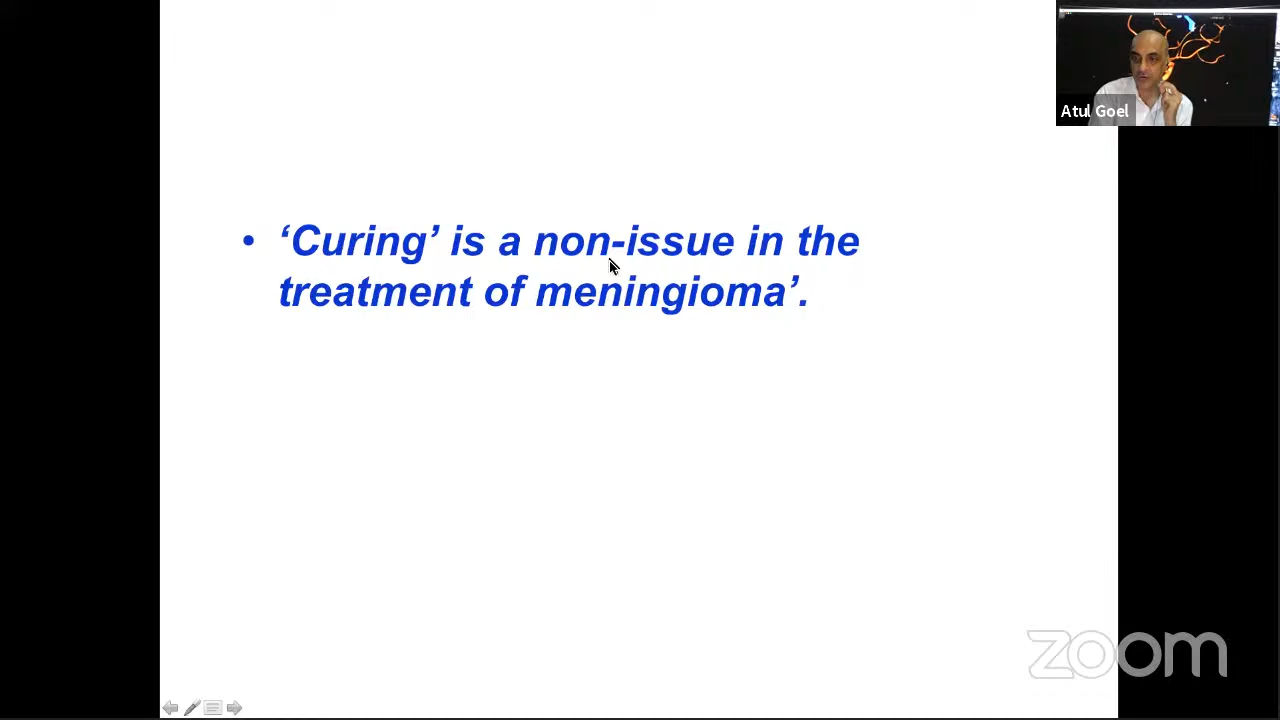 Atul Goel
• ‘Curing’ is a non-issue in the
treatment of meningioma’.
zoom